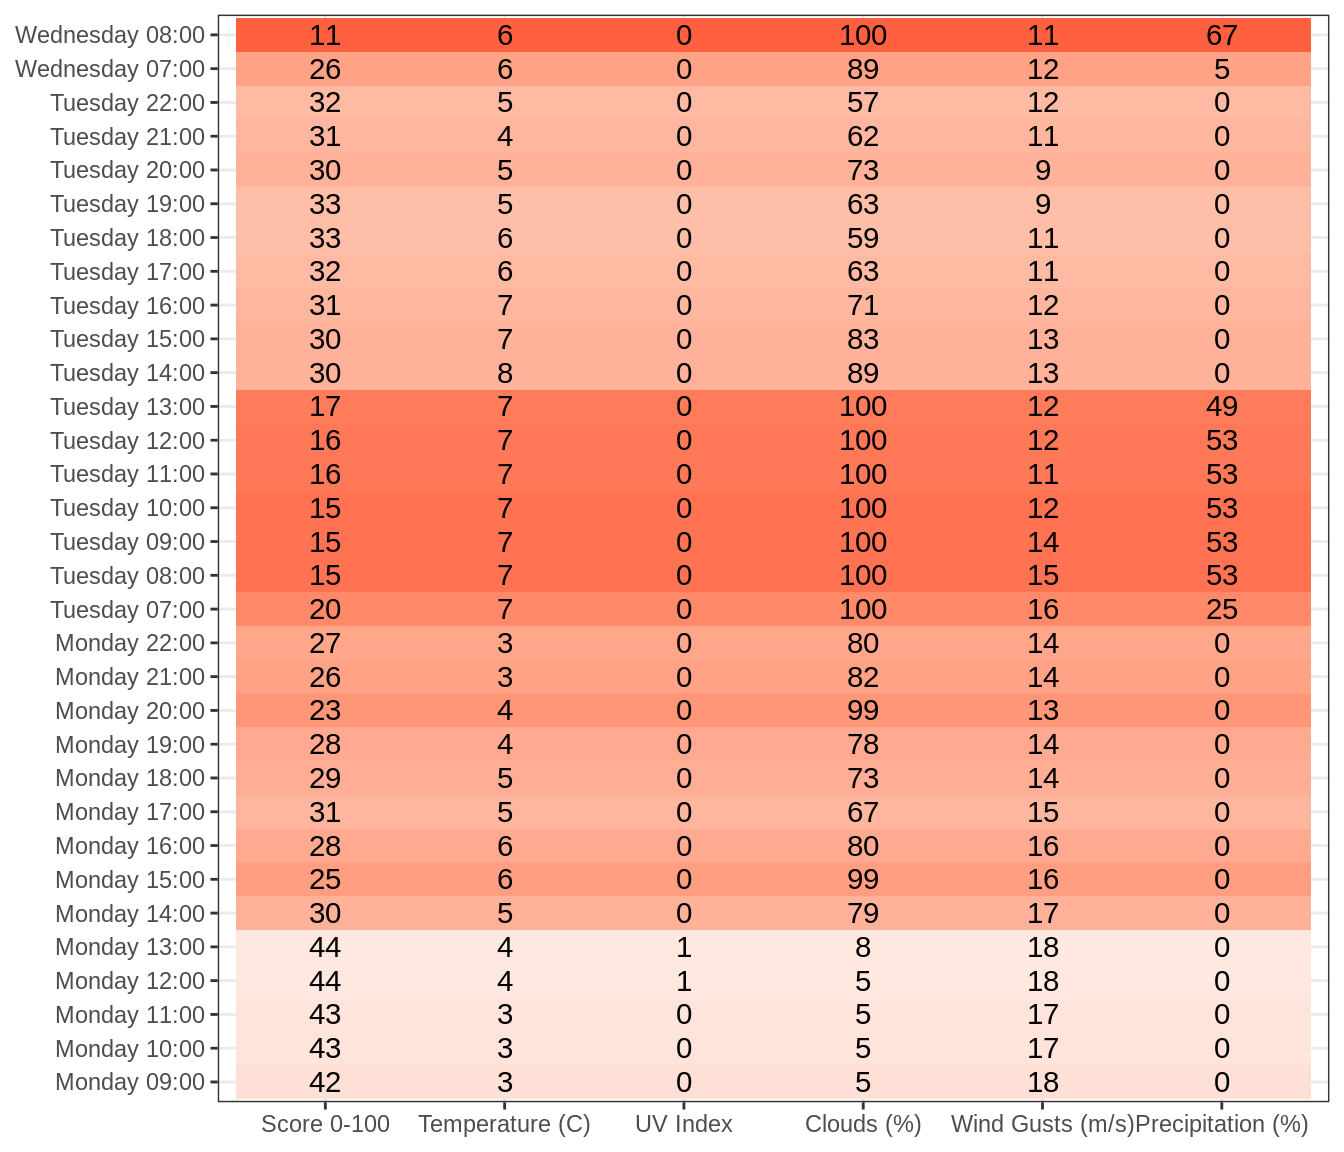 Wednesday 08:00 11 6 0 100 11 67
Wednesday 07:00 26 6 0 89 12 5
Tuesday 22:00 32 5 0 57 12 0
Tuesday 21:00 31 4 0 62 11 0
Tuesday 20:00 30 5 0 73 9 0
Tuesday 19:00 33 5 0 63 9 0
Tuesday 18:00 33 6 0 59 11 0
Tuesday 17:00 32 6 0 63 11 0
Tuesday 16:00 31 7 0 71 12 0
Tuesday 15:00 30 7 0 83 13 0
Tuesday 14:00 30 8 0 89 13 0
Tuesday 13:00 17 7 0 100 12 49
Tuesday 12:00 16 7 0 100 12 53
Tuesday 11:00 16 7 0 100 11 53
Tuesday 10:00 15 7 0 100 12 53
Tuesday 09:00 15 7 0 100 14 53
Tuesday 08:00 15 7 0 100 15 53
Tuesday 07:00 20 7 0 100 16 25
Monday 22:00 27 3 0 80 14 0
Monday 21:00 26 3 0 82 14 0
Monday 20:00 23 4 0 99 13 0
Monday 19:00 28 4 0 78 14 0
Monday 18:00 29 5 0 73 14 0
Monday 17:00 31 5 0 67 15 0
Monday 16:00 28 6 0 80 16 0
Monday 15:00 25 6 0 99 16 0
Monday 14:00 30 5 0 79 17 0
Monday 13:00 44 4 1 8 18 0
Monday 12:00 44 4 1 5 18 0
Monday 11:00 43 3 0 5 17 0
Monday 10:00 43 3 0 5 17 0
Monday 09:00 42 3 0 5 18 0
Score 0-100 Temperature (C) UV Index Clouds (%) Wind Gusts (m/s) Precipitation (%)